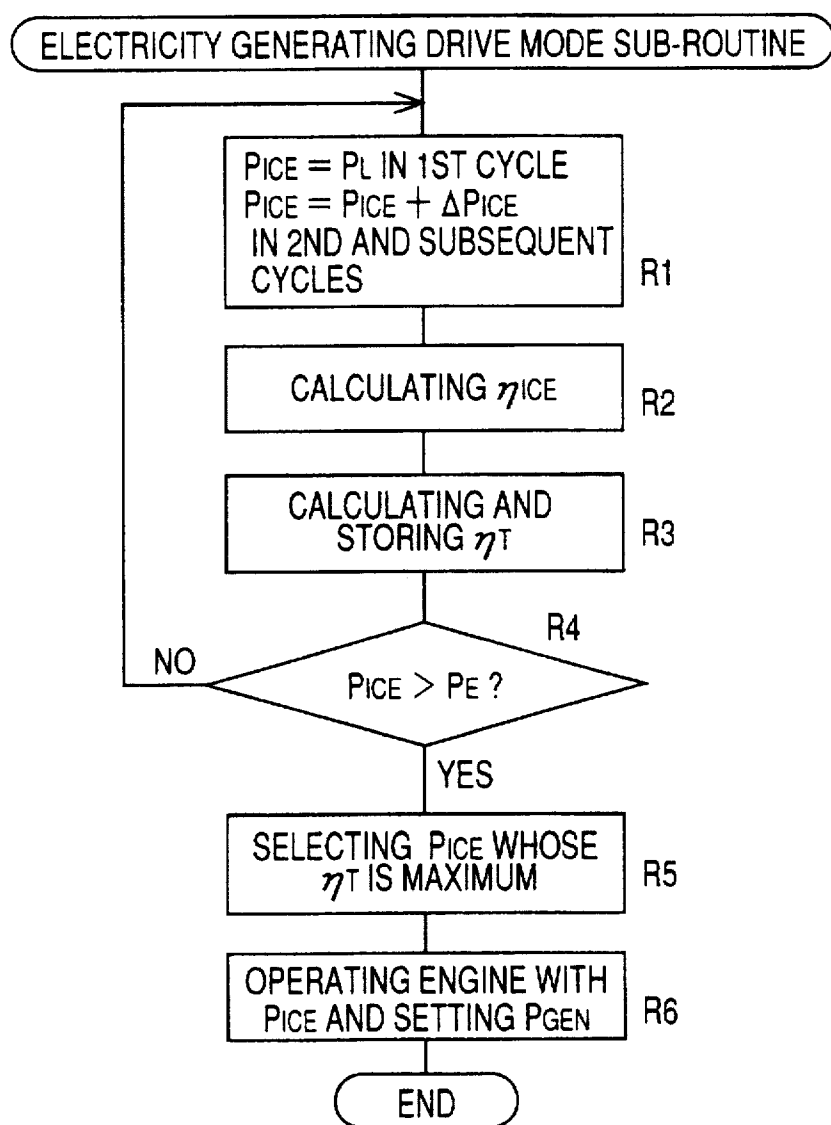 ELECTRICITY GENERATING DRIVE MODE SUB-ROUTINE
PICE = PL IN 1ST CYCLE
PICE = PICE + ΔPICE
IN 2ND AND SUBSEQUENT
CYCLES
R1
CALCULATING ηICE
R2
CALCULATING AND
STORING ηT
R3
R4
NO
PICE > PE ?
YES
SELECTING PICE WHOSE
ηT IS MAXIMUM
R5
OPERATING ENGINE WITH
PICE AND SETTING PGEN
R6
END